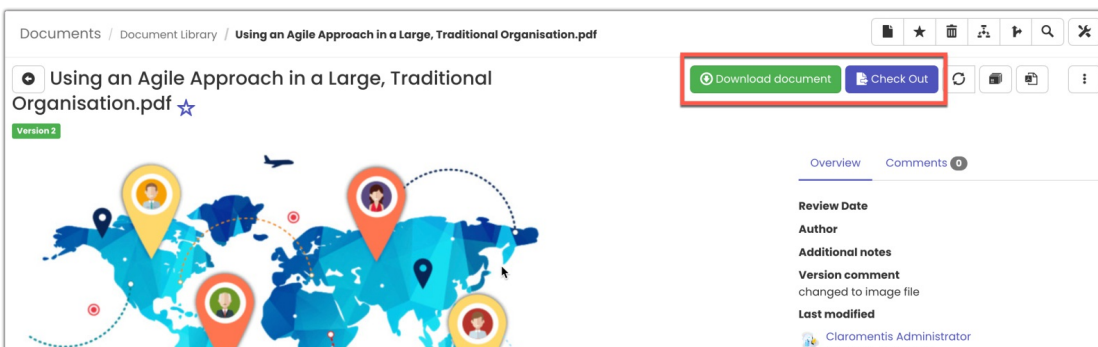 Documents / Document Library / Using an Agile Approach in a Large, Traditional Organisation.pdf
Using an Agile Approach in a Large, Traditional
Organisation.pdf
Download document
Check Out
Version 2
Overview Comments 0
Review Date
Author
Additional notes
Version comment
changed to image file
Last modified
Claromentis Administrator